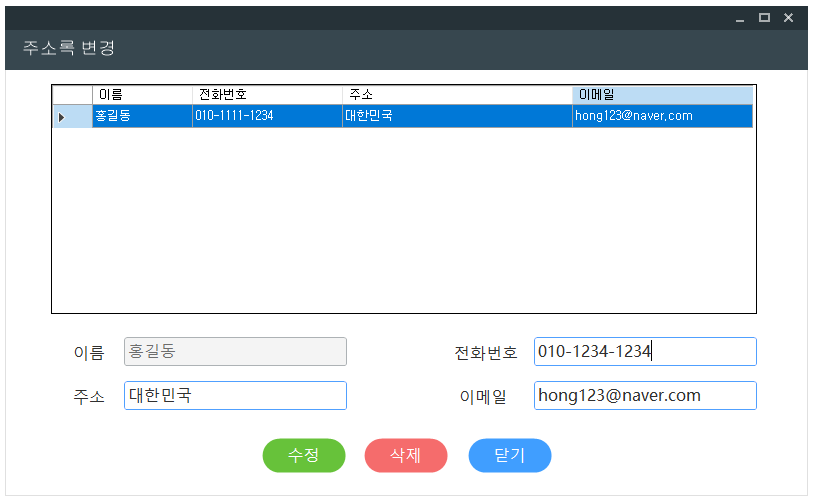 주소록 변경
이름 전화번호 주소 이메일
홍길동 010-1111-1234 대한민국 hong123@naver.com
이름 홍길동 전화번호 010-1234-1234
주소 대한민국 이메일 hong123@naver.com
수정 삭제 닫기